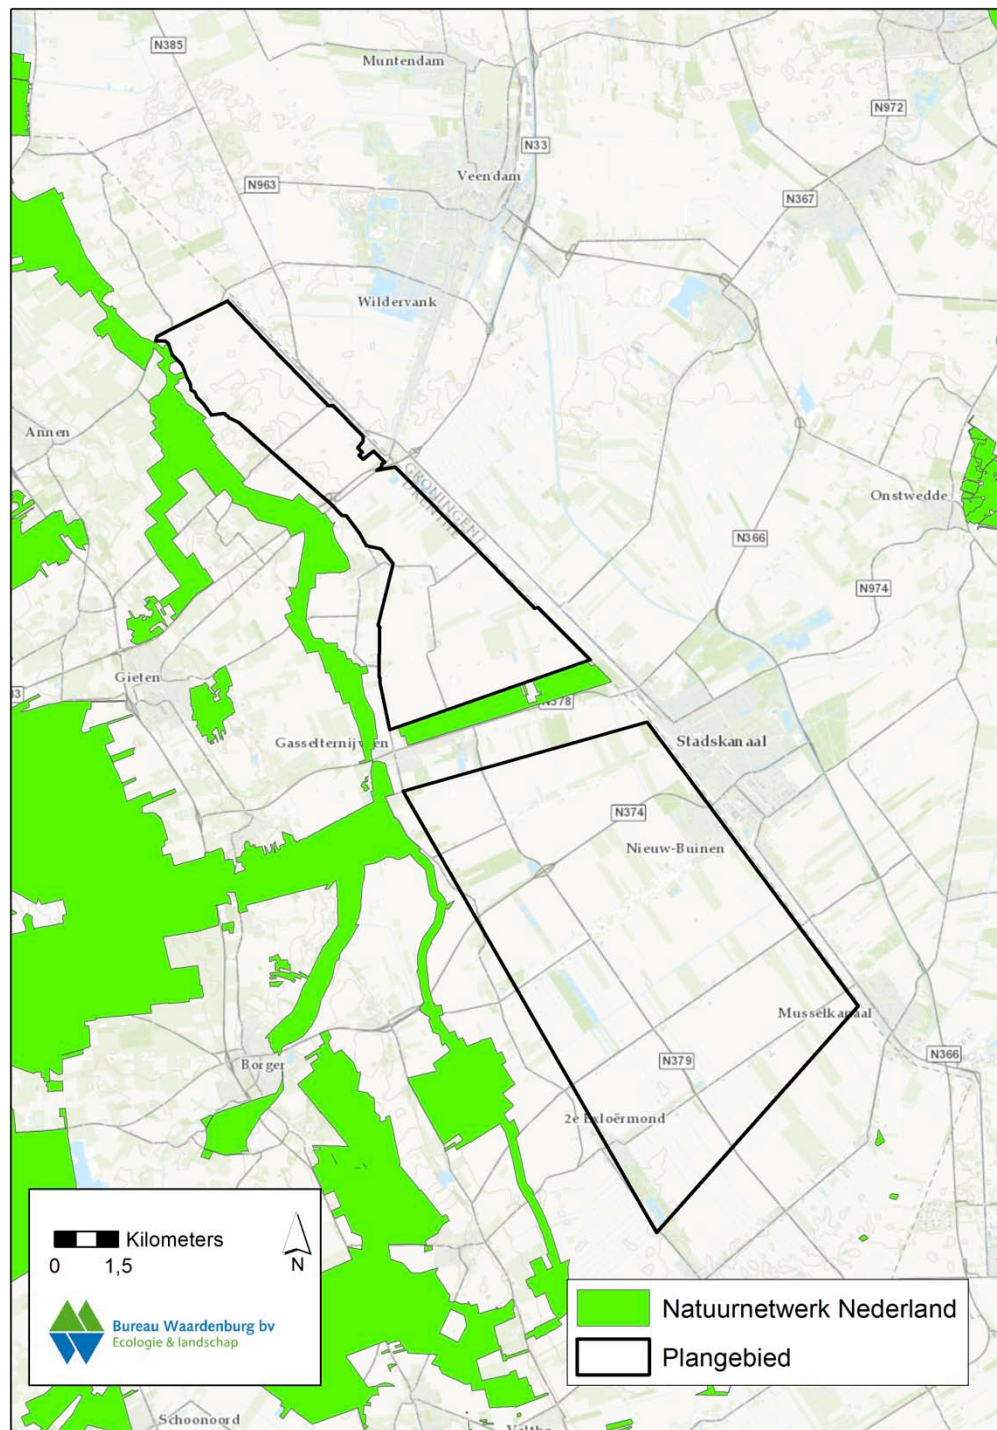 N385
Muntendam
N972
N33
Veendam
N963
N367
Wildervank
Annen
GRONINGEN
DRENTHE
Onstwedde
N366
N974
Gieten
N378
Gasselternijveen
Stadskanaal
N374
Nieuw-Buinen
Musselkanaal
Borger
N379
N366
2e Exloërmond
Kilometers
0 1,5
N
Bureau Waardenburg bv
Ecologie & landschap
Natuurnetwerk Nederland
Plangebied
Schoonoord